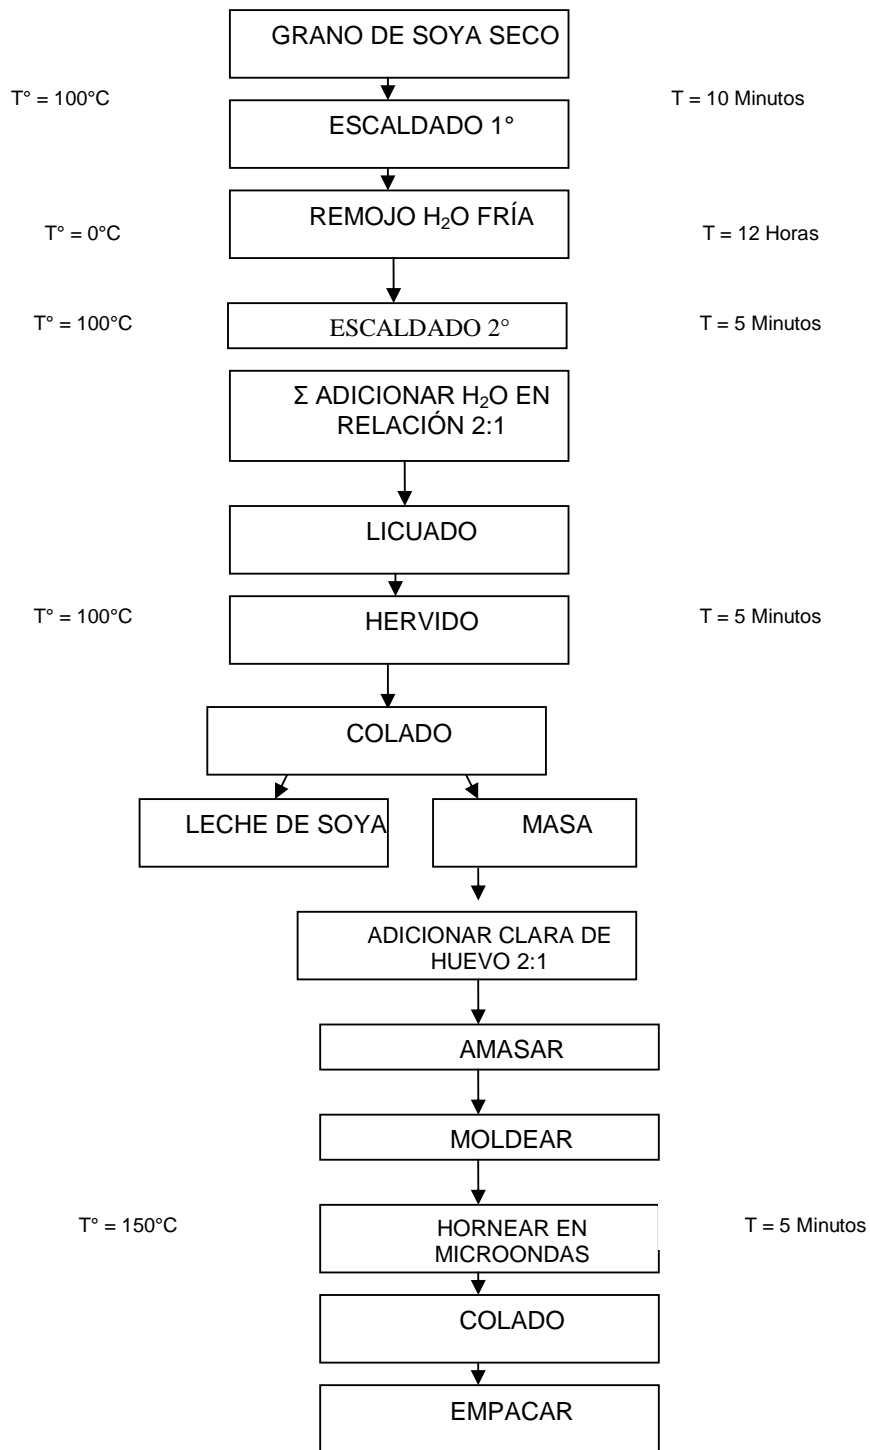 GRANO DE SOYA SECO
T° = 100°C
T = 10 Minutos
ESCALDADO 1°
REMOJO H₂O FRÍA
T° = 0°C
T = 12 Horas
T° = 100°C
ESCALDADO 2°
T = 5 Minutos
Σ ADICIONAR H₂O EN
RELACIÓN 2:1
LICUADO
T° = 100°C
HERVIDO
T = 5 Minutos
COLADO
LECHE DE SOYA
MASA
ADICIONAR CLARA DE
HUEVO 2:1
AMASAR
MOLDEAR
T° = 150°C
HORNEAR EN
MICROONDAS
T = 5 Minutos
COLADO
EMPACAR